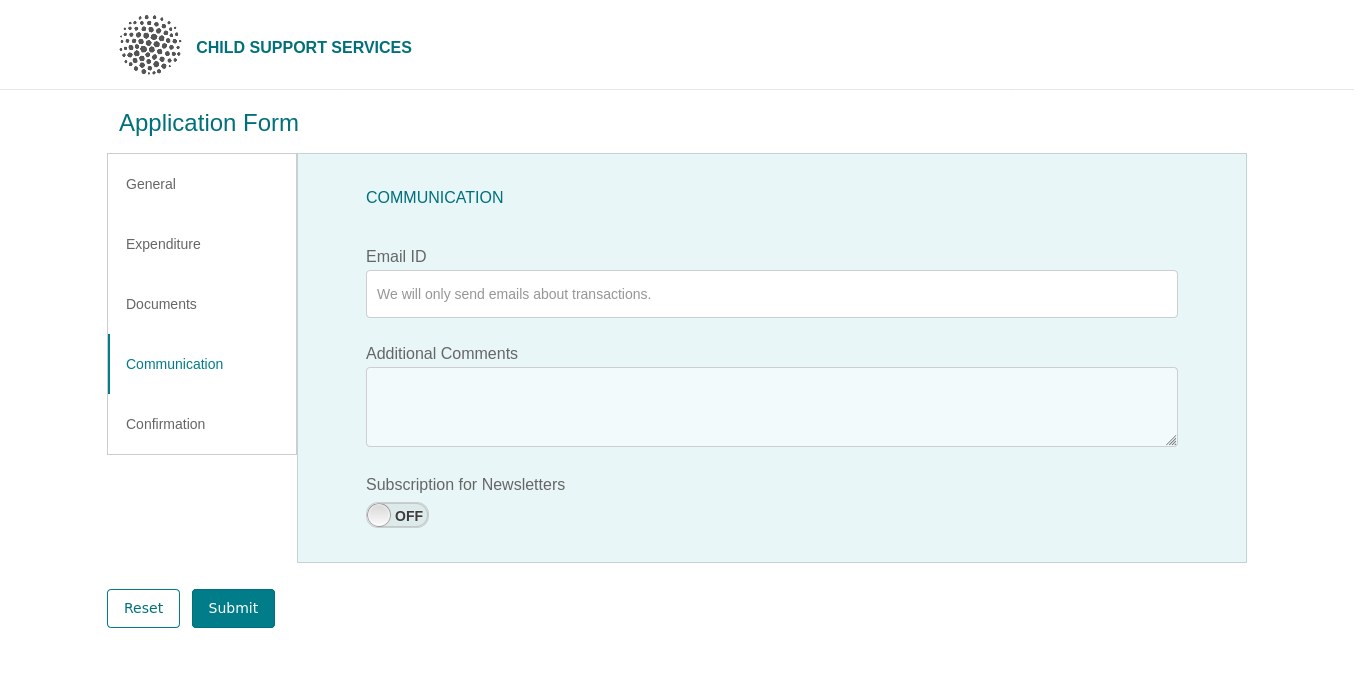 CHILD SUPPORT SERVICES
Application Form
General
Expenditure
Documents
Communication
Confirmation
COMMUNICATION
Email ID
We will only send emails about transactions.
Additional Comments
Subscription for Newsletters
OFF
Reset
Submit